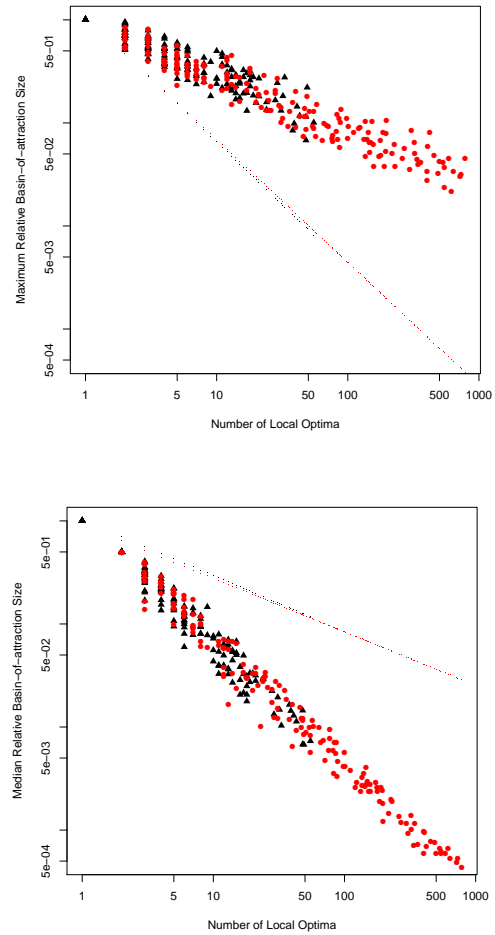 Maximum Relative Basin−of−attraction Size
5e−01
5e−02
5e−03
5e−04
1 5 10 50 100 500 1000
Number of Local Optima
Median Relative Basin−of−attraction Size
5e−01
5e−02
5e−03
5e−04
1 5 10 50 100 500 1000
Number of Local Optima